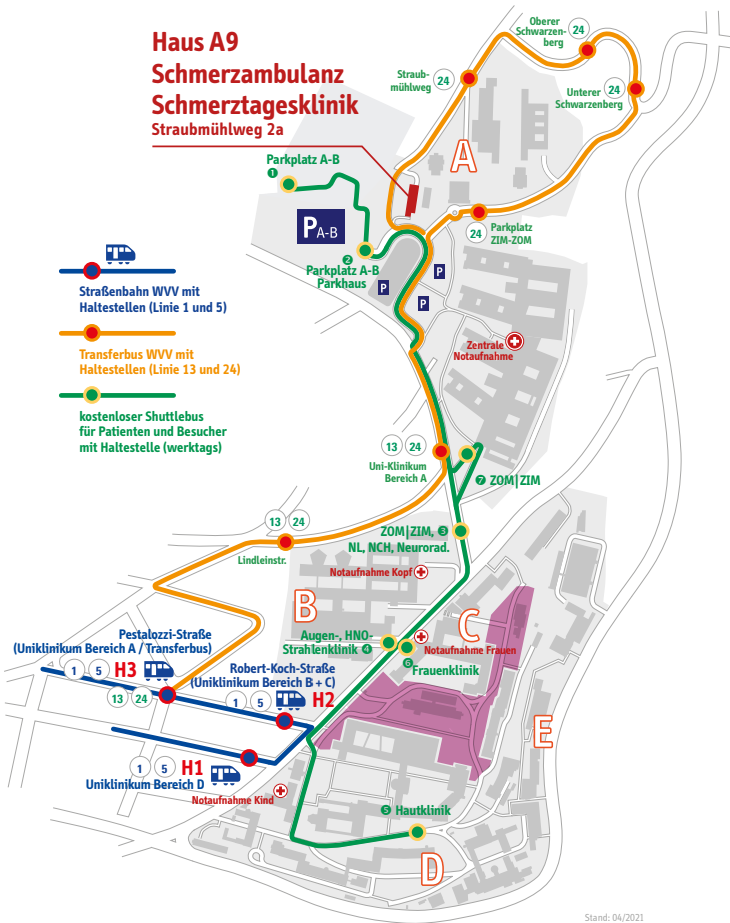 Haus A9
Schmerzambulanz
Schmerztagesklinik
Straubmühlweg 2a
Oberer
Schwarzen-
berg
24
Straub-
mühlweg
24
Unterer
Schwarzenberg
24
A
Parkplatz A-B
1
P A-B
2
Parkplatz A-B
Parkhaus
24
Parkplatz
ZIM-ZOM
P
P
P
Straßenbahn WVV mit
Haltestellen (Linie 1 und 5)
Transferbus WVV mit
Haltestellen (Linie 13 und 24)
kostenloser Shuttlebus
für Patienten und Besucher
mit Haltestelle (werktags)
Zentrale
Notaufnahme
13 24
Uni-Klinikum
Bereich A
7 ZOM|ZIM
13 24
Lindleinstr.
ZOM|ZIM, 3
NL, NCH, Neurorad.
Notaufnahme Kopf
B
C
Augen-, HNO-
Strahlenklinik 4
Notaufnahme Frauen
6
Frauenklinik
Pestalozzi-Straße
(Uniklinikum Bereich A / Transferbus)
1 5 H3
13 24
Robert-Koch-Straße
(Uniklinikum Bereich B + C)
1 5 H2
E
1 5 H1
Uniklinikum Bereich D
Notaufnahme Kind
5 Hautklinik
D
Stand: 04/2021